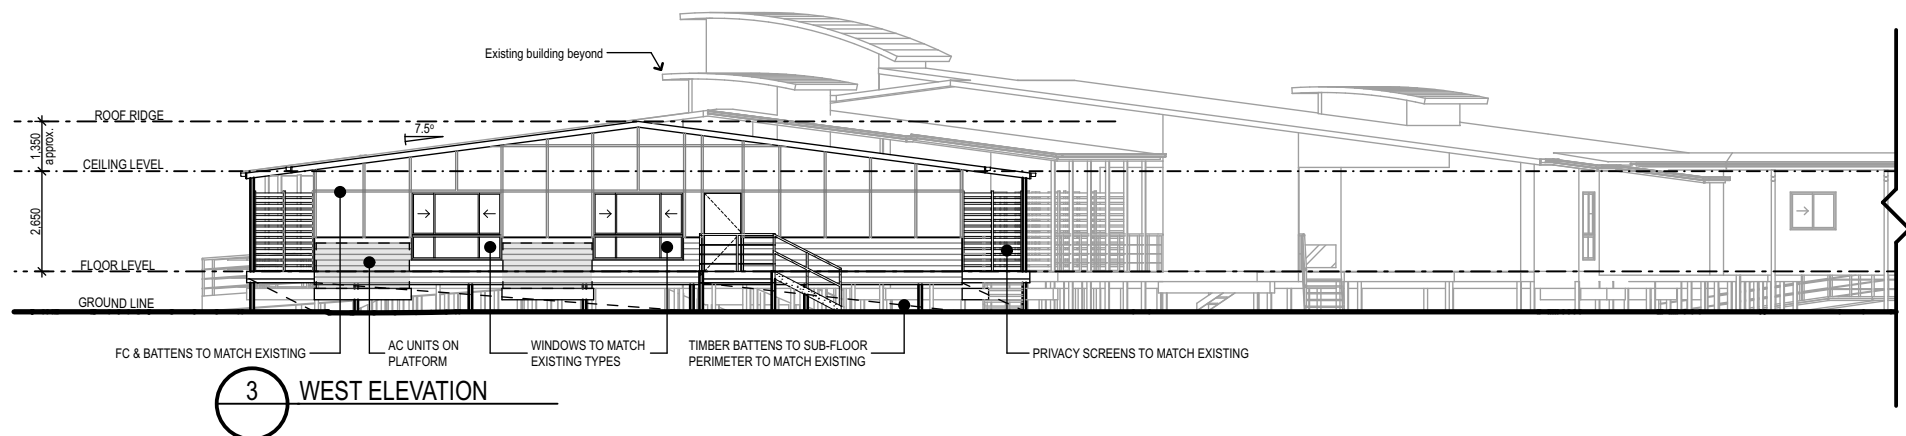 Existing building beyond
ROOF RIDGE
7.5º
1.350
approx.
CEILING LEVEL
2.650
FLOOR LEVEL
GROUND LINE
FC & BATTENS TO MATCH EXISTING
AC UNITS ON
PLATFORM
WINDOWS TO MATCH
EXISTING TYPES
TIMBER BATTENS TO SUB-FLOOR
PERIMETER TO MATCH EXISTING
PRIVACY SCREENS TO MATCH EXISTING
3 WEST ELEVATION